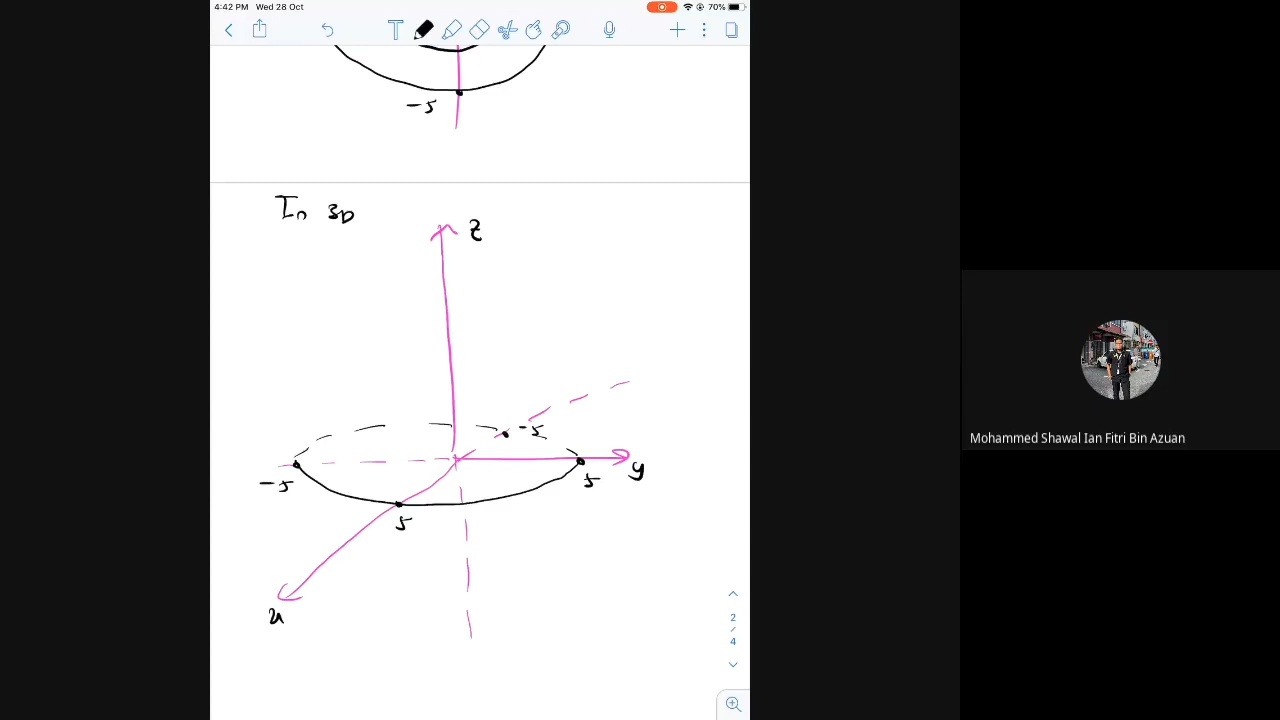 4:42 PM Wed 28 Oct
70%
T
-5
In 3D
z
-5
-5
5
y
5
x
2
/
4
Mohammed Shawal Ian Fitri Bin Azuan